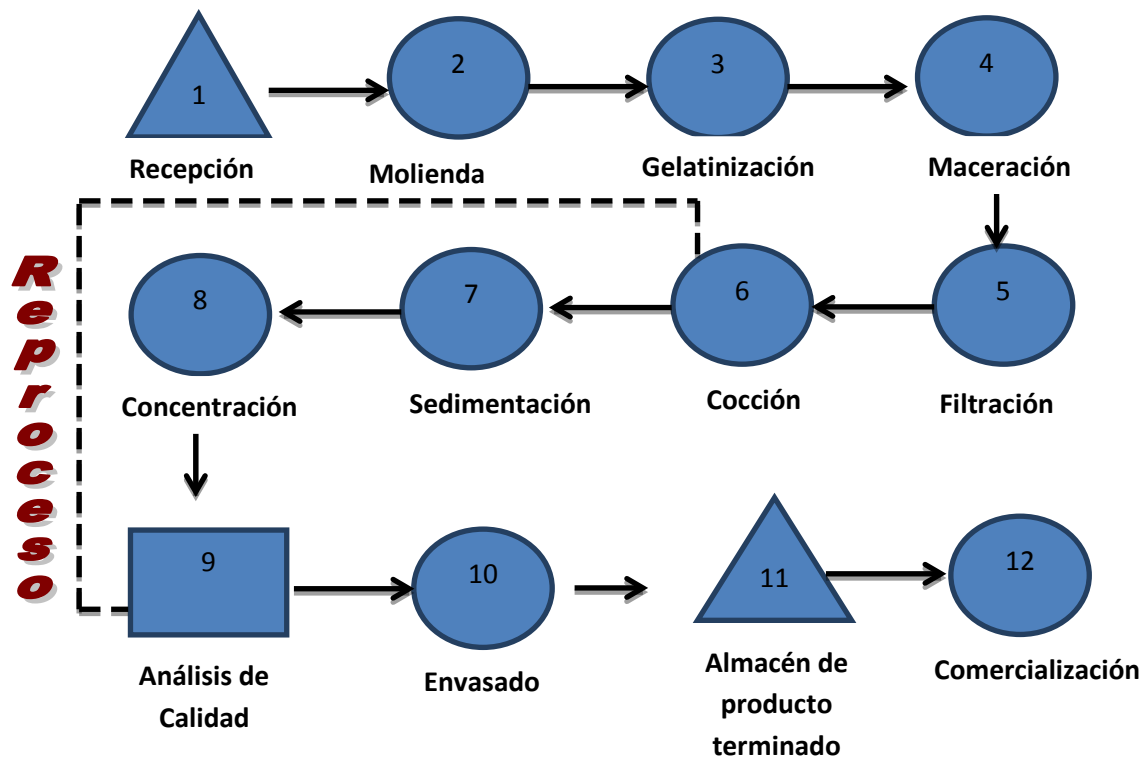 1
2
3
4
Recepción
Molienda
Gelatinización
Maceración
Reproceso
8
7
6
5
Concentración
Sedimentación
Cocción
Filtración
9
10
11
12
Análisis de
Calidad
Envasado
Almacén de
producto
terminado
Comercialización